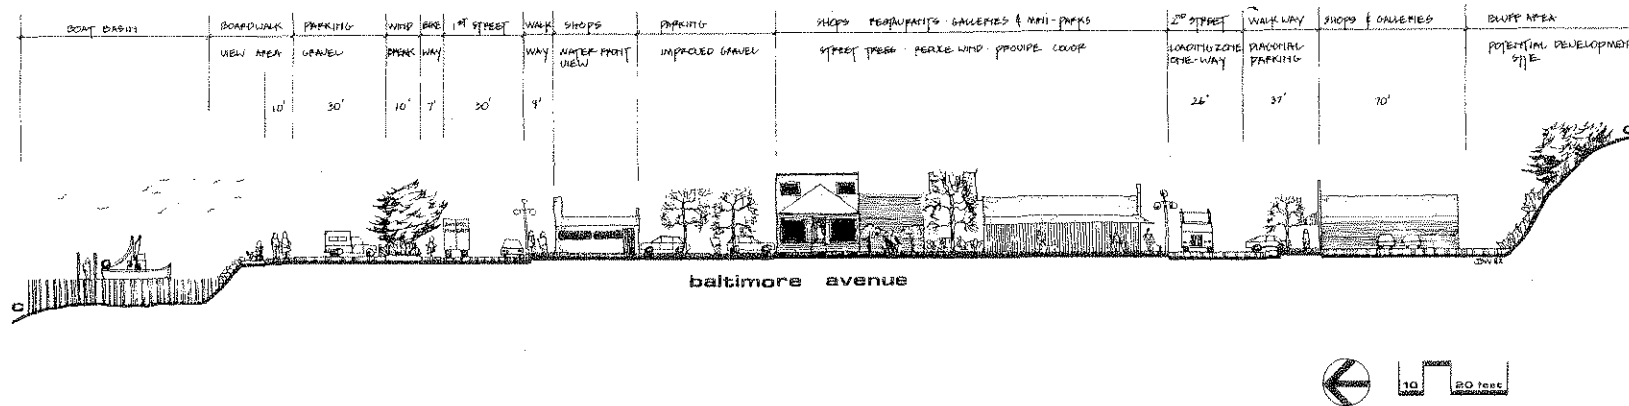 BOAT BASIN
BOARDWALK
VIEW AREA
10'
PARKING
GRAVEL
30'
WIND
BREAK
10'
BIKE
WAY
7'
1ST STREET
30'
WALK
WAY
SHOPS
WATER FRONT
VIEW
PARKING
IMPROVED GRAVEL
SHOPS RESTAURANTS · GALLERIES & MINI-PARKS
STREET TREES · REDUCE WIND · PROVIDE COLOR
2ND STREET
LOADING ZONE
ONE-WAY
26'
WALK WAY
DIAGONAL
PARKING
37'
SHOPS & GALLERIES
70'
BLUFF AREA
POTENTIAL DEVELOPMEN
SITE
C
C
baltimore avenue
10 20 feet